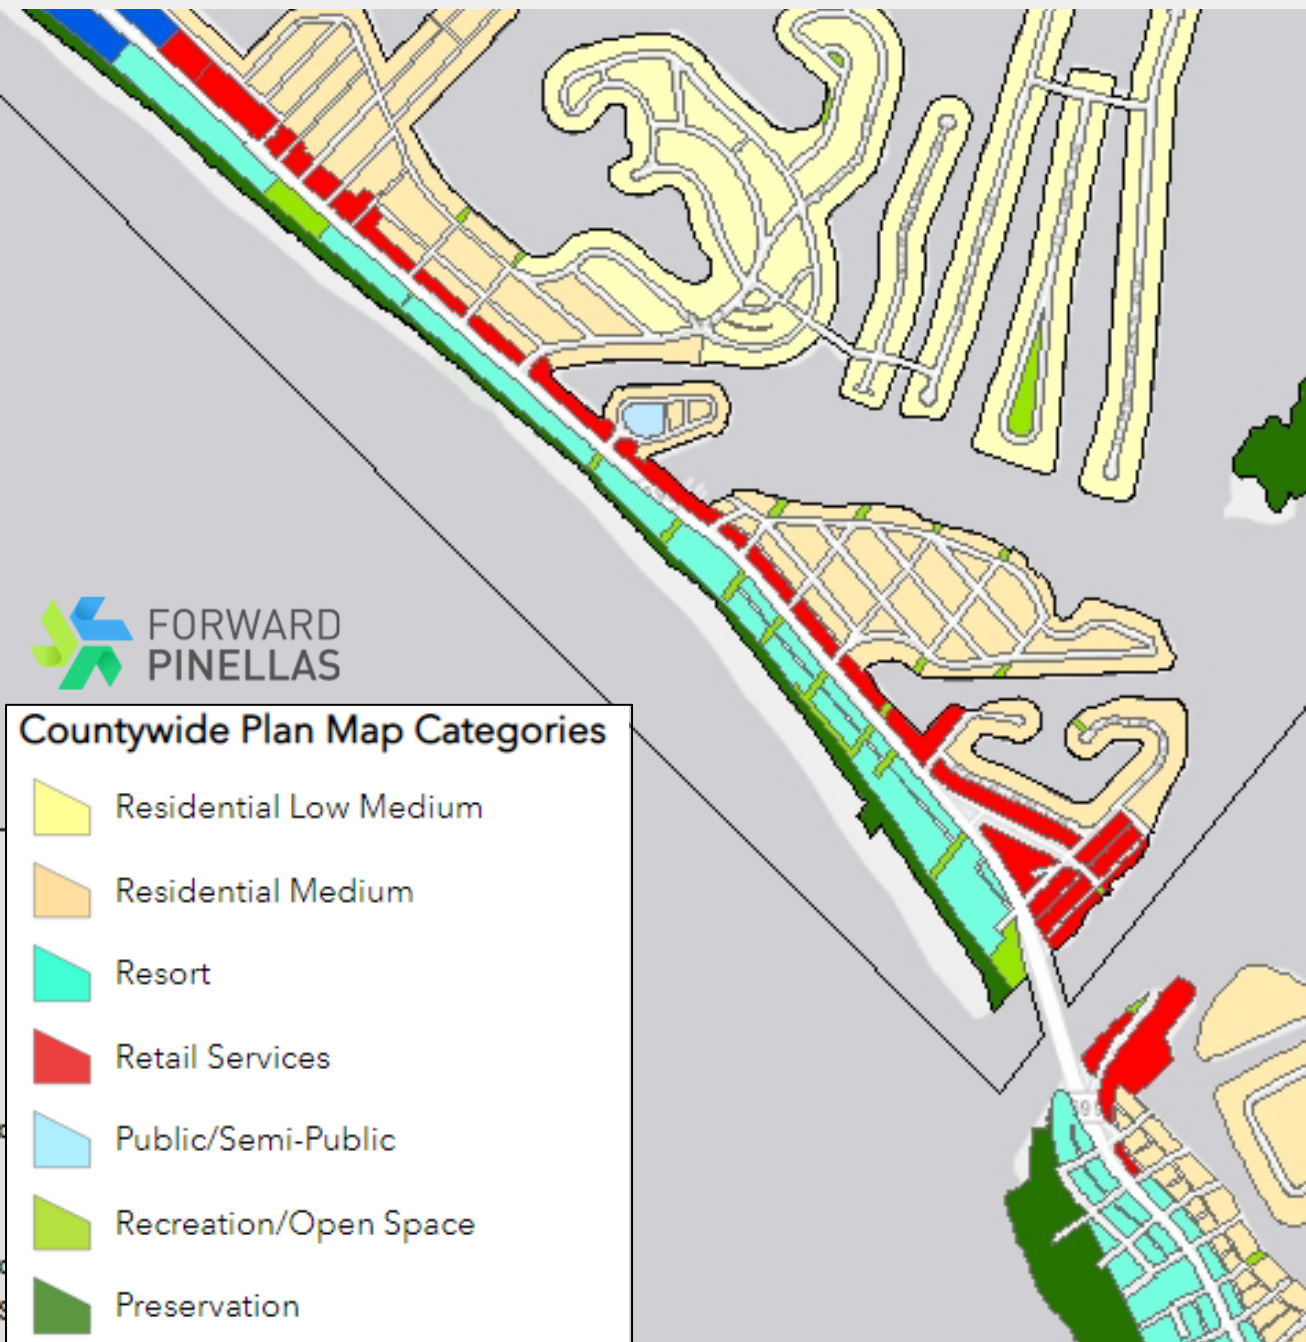 FORWARD
PINELLAS
Countywide Plan Map Categories
Residential Low Medium
Residential Medium
Resort
Retail Services
Public/Semi-Public
Recreation/Open Space
Preservation